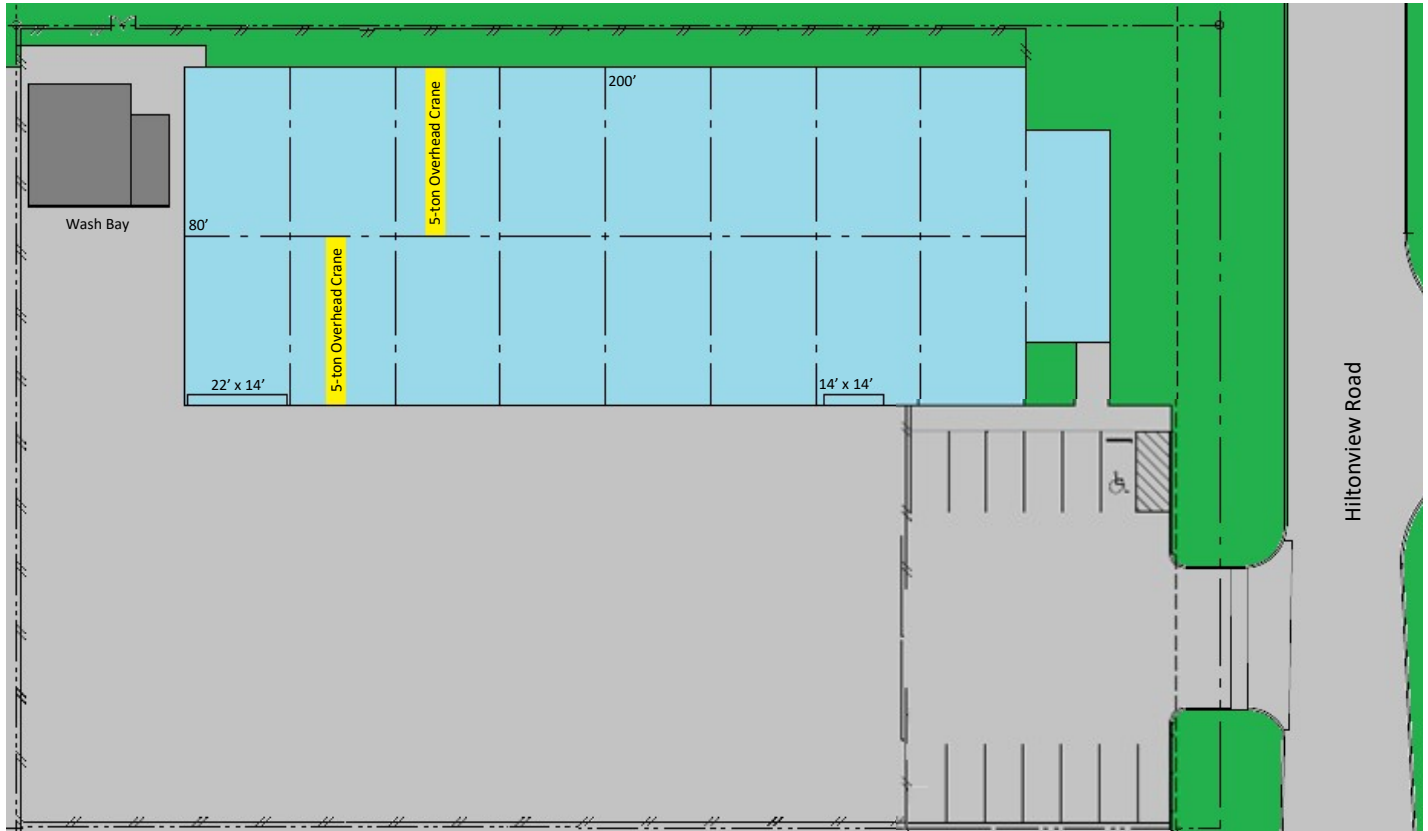 200’
5-ton Overhead Crane
Wash Bay
80’
5-ton Overhead Crane
22’ x 14’
14’ x 14’
Hiltonview Road